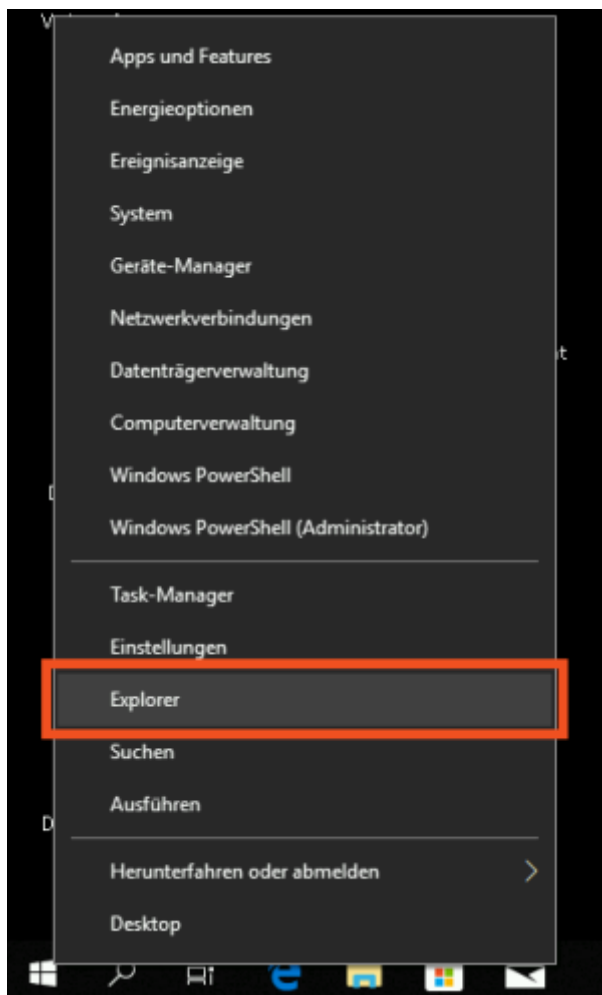 Apps und Features
Energieoptionen
Ereignisanzeige
System
Geräte-Manager
Netzwerkverbindungen
Datenträgerverwaltung
Computerverwaltung
Windows PowerShell
Windows PowerShell (Administrator)
Task-Manager
Einstellungen
Explorer
Suchen
Ausführen
Herunterfahren oder abmelden
Desktop